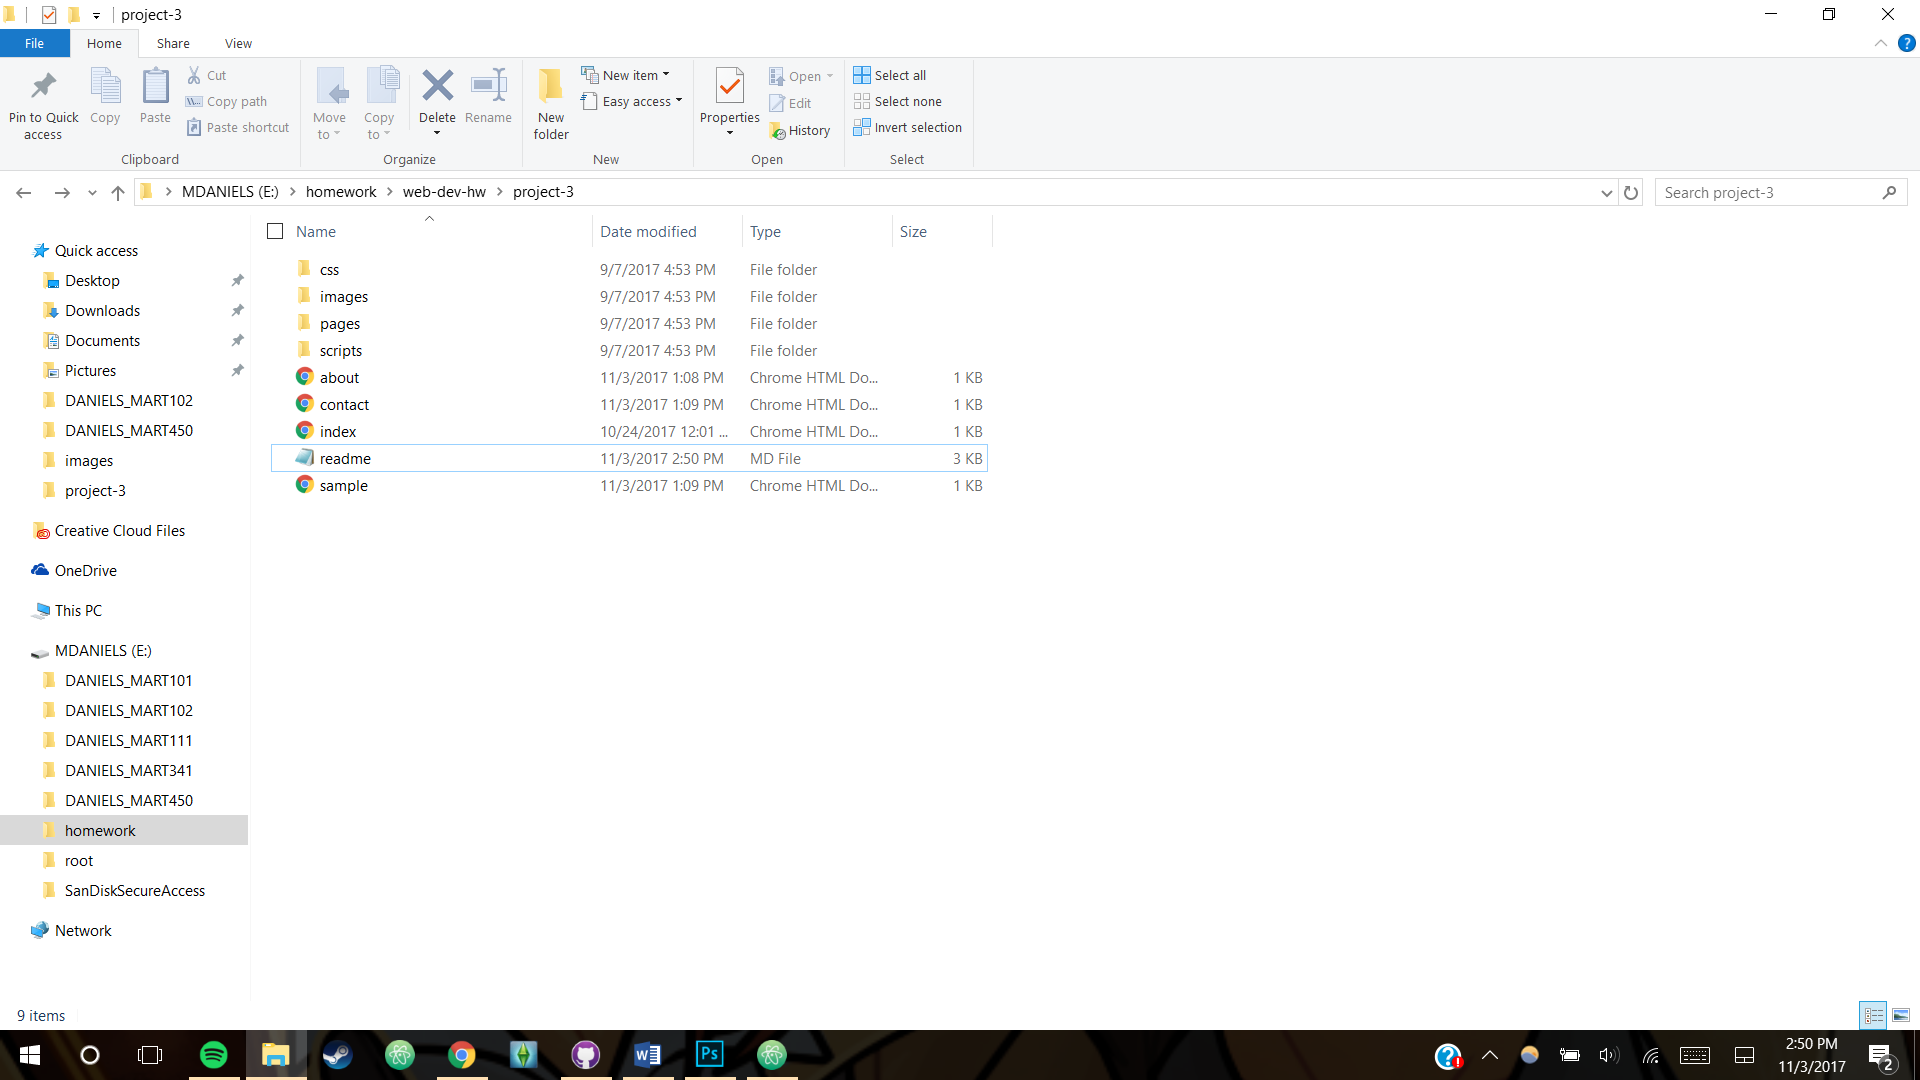 project-3
File Home Share View
Pin to Quick access
Copy
Paste
Cut
Copy path
Paste shortcut
Clipboard
Move to
Copy to
Delete
Rename
Organize
New folder
New item
Easy access
New
Properties
Open
Edit
History
Open
Select all
Select none
Invert selection
Select
MDANIELS (E:) homework web-dev-hw project-3
Search project-3
Name Date modified Type Size
css 9/7/2017 4:53 PM File folder
images 9/7/2017 4:53 PM File folder
pages 9/7/2017 4:53 PM File folder
scripts 9/7/2017 4:53 PM File folder
about 11/3/2017 1:08 PM Chrome HTML Do... 1 KB
contact 11/3/2017 1:09 PM Chrome HTML Do... 1 KB
index 10/24/2017 12:01 ... Chrome HTML Do... 1 KB
readme 11/3/2017 2:50 PM MD File 3 KB
sample 11/3/2017 1:09 PM Chrome HTML Do... 1 KB
Quick access
Desktop
Downloads
Documents
Pictures
DANIELS_MART102
DANIELS_MART450
images
project-3
Creative Cloud Files
OneDrive
This PC
MDANIELS (E:)
DANIELS_MART101
DANIELS_MART102
DANIELS_MART111
DANIELS_MART341
DANIELS_MART450
homework
root
SanDiskSecureAccess
Network
9 items
Ps
2:50 PM
11/3/2017
2